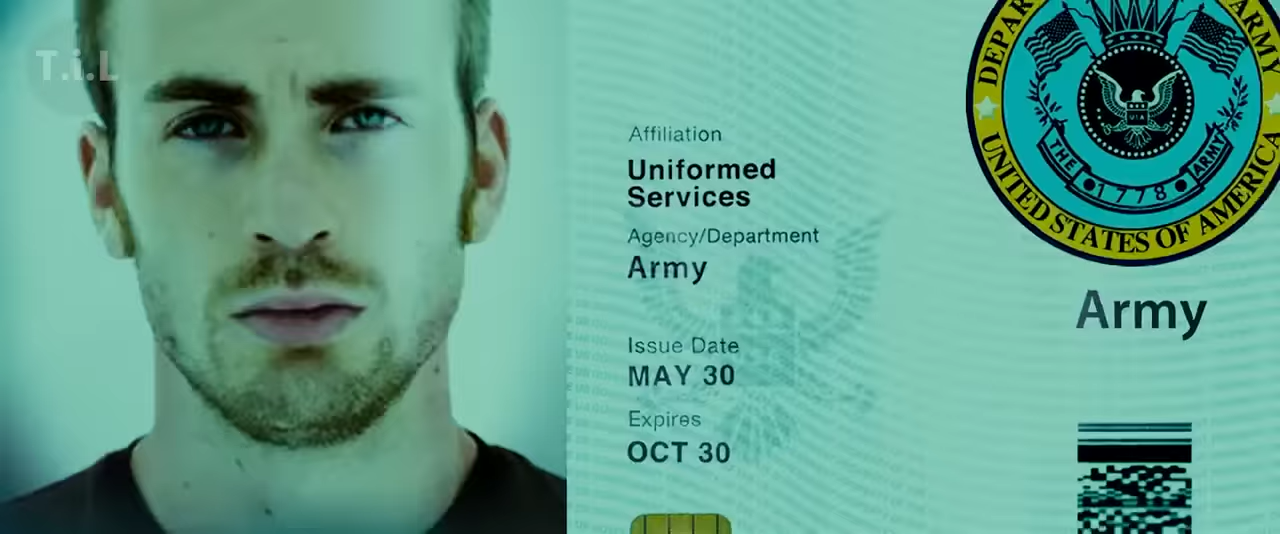 T.i.L
Affiliation
Uniformed
Services
Agency/Department
Army
Issue Date
MAY 30
Expires
OCT 30
ARMY
UNITED STATES OF AMERICA
THE
ARMY
1778
Army